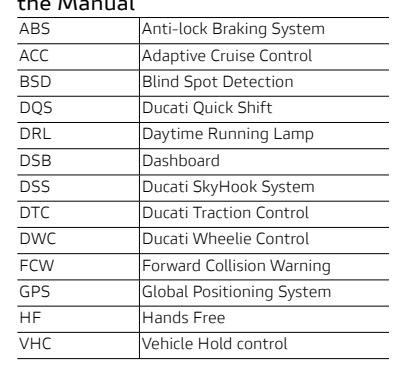 the Manual
ABS Anti-lock Braking System
ACC Adaptive Cruise Control
BSD Blind Spot Detection
DQS Ducati Quick Shift
DRL Daytime Running Lamp
DSB Dashboard
DSS Ducati SkyHook System
DTC Ducati Traction Control
DWC Ducati Wheelie Control
FCW Forward Collision Warning
GPS Global Positioning System
HF Hands Free
VHC Vehicle Hold control